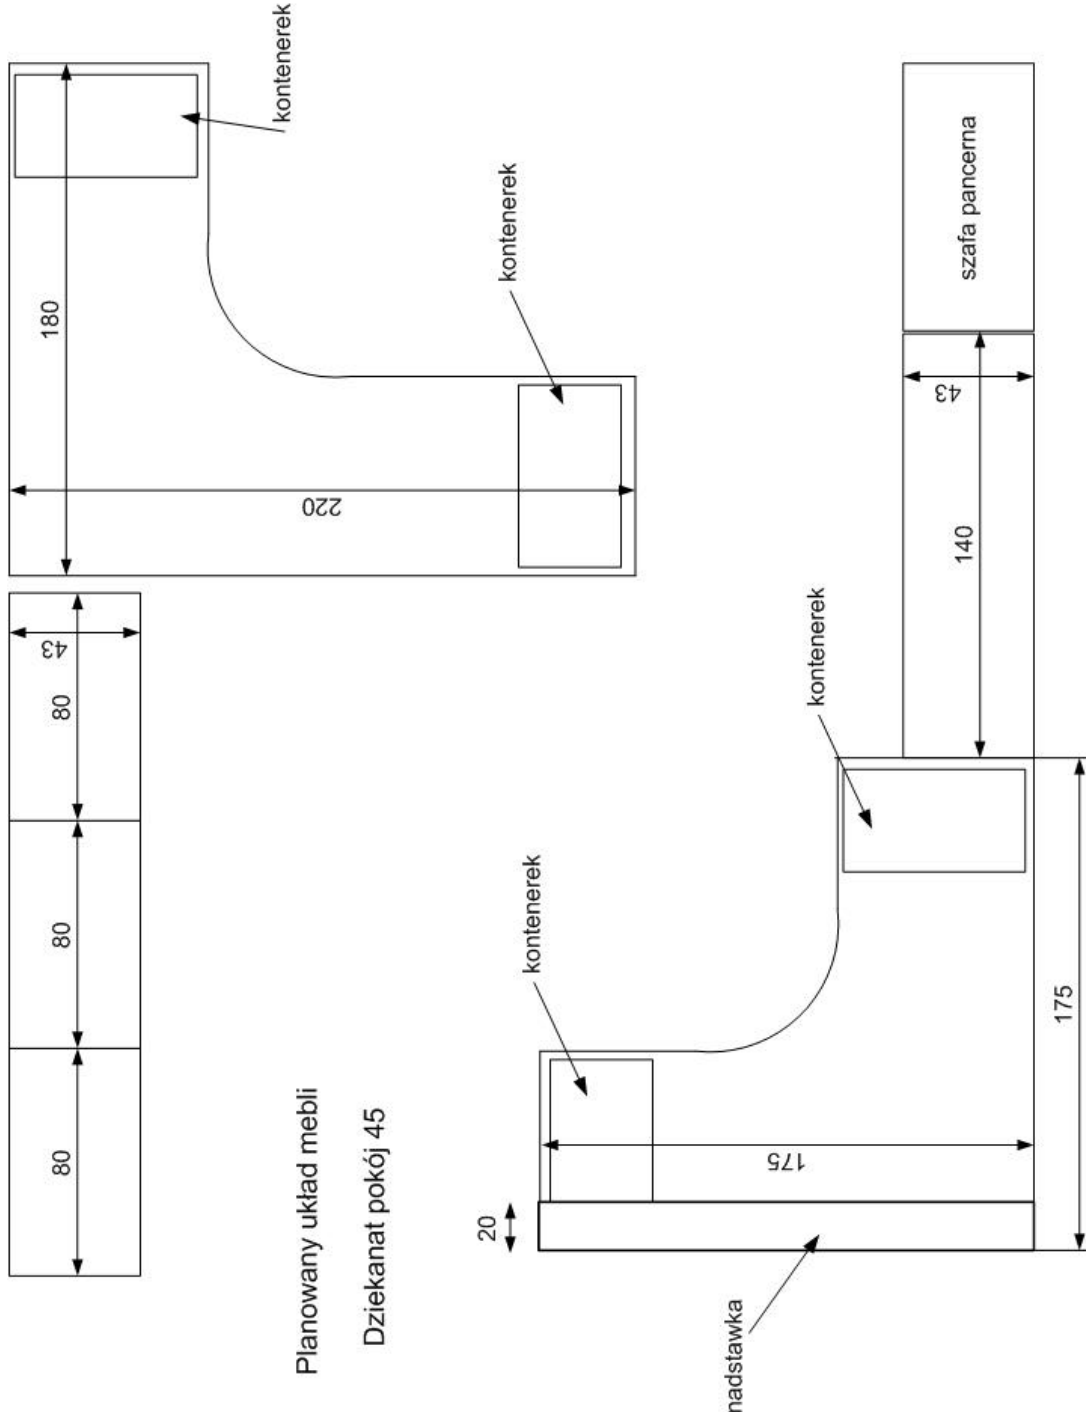 kontenerek
180
kontenerek
220
szafa pancerna
43
140
43
80
80
80
kontenerek
kontenerek
175
175
20
nadstawka
Planowany układ mebli
Dziekanat pokój 45